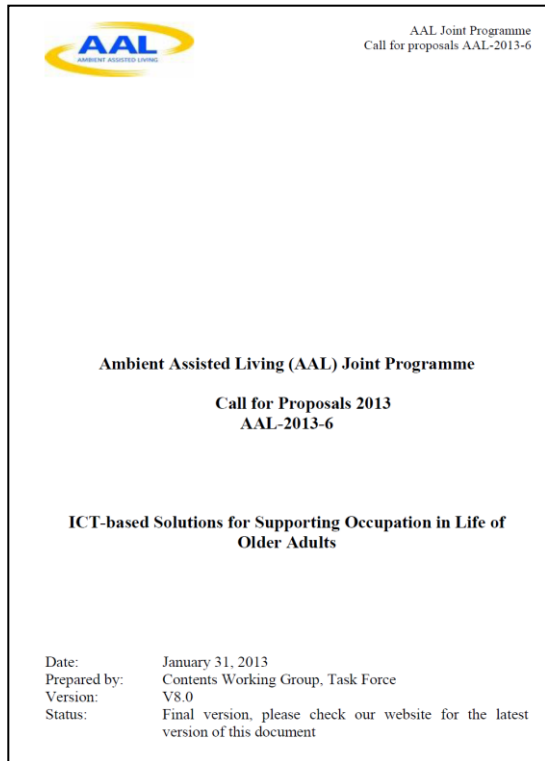 AAL
AMBIENT ASSISTED LIVING
AAL Joint Programme
Call for proposals AAL-2013-6
Ambient Assisted Living (AAL) Joint Programme
Call for Proposals 2013
AAL-2013-6
ICT-based Solutions for Supporting Occupation in Life of
Older Adults
Date: January 31, 2013
Prepared by: Contents Working Group, Task Force
Version: V8.0
Status: Final version, please check our website for the latest
version of this document